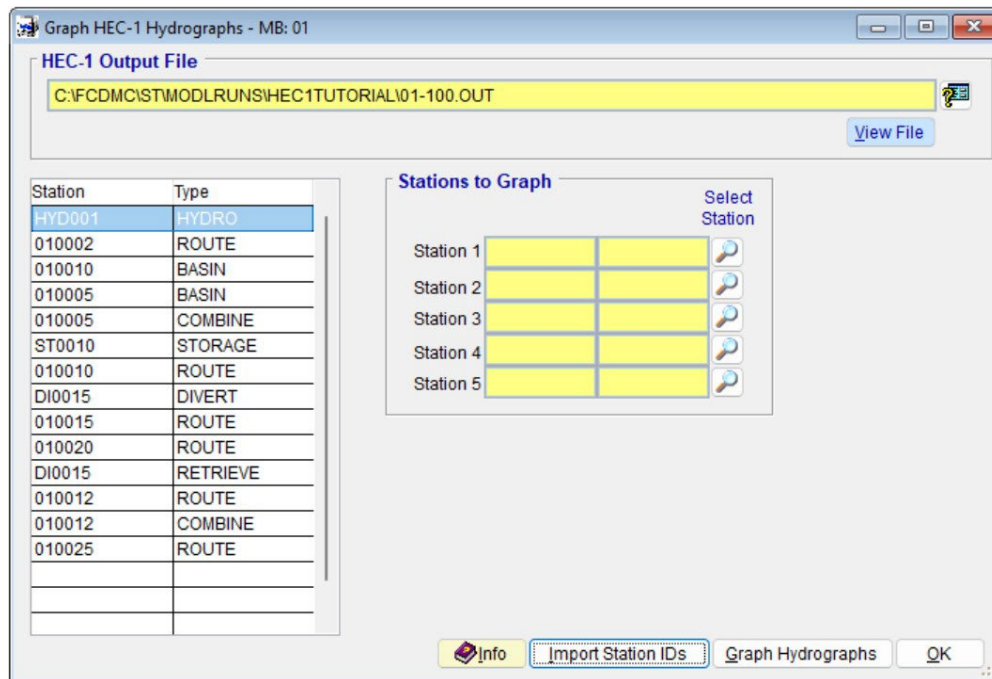 Graph HEC-1 Hydrographs - MB: 01
HEC-1 Output File
C:\FCDMC\ST\MODLRUNS\HEC1TUTORIAL\01-100.OUT
View File
Station Type
HYD001 HYDRO
010002 ROUTE
010010 BASIN
010005 BASIN
010005 COMBINE
ST0010 STORAGE
010010 ROUTE
DI0015 DIVERT
010015 ROUTE
010020 ROUTE
DI0015 RETRIEVE
010012 ROUTE
010012 COMBINE
010025 ROUTE
Stations to Graph
Select
Station
Station 1
Station 2
Station 3
Station 4
Station 5
Info Import Station IDs Graph Hydrographs OK